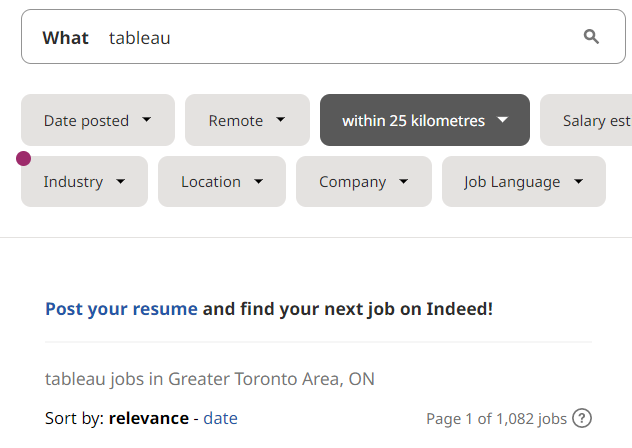 What tableau
Date posted Remote within 25 kilometres Salary est
Industry Location Company Job Language
Post your resume and find your next job on Indeed!
tableau jobs in Greater Toronto Area, ON
Sort by: relevance - date Page 1 of 1,082 jobs ?